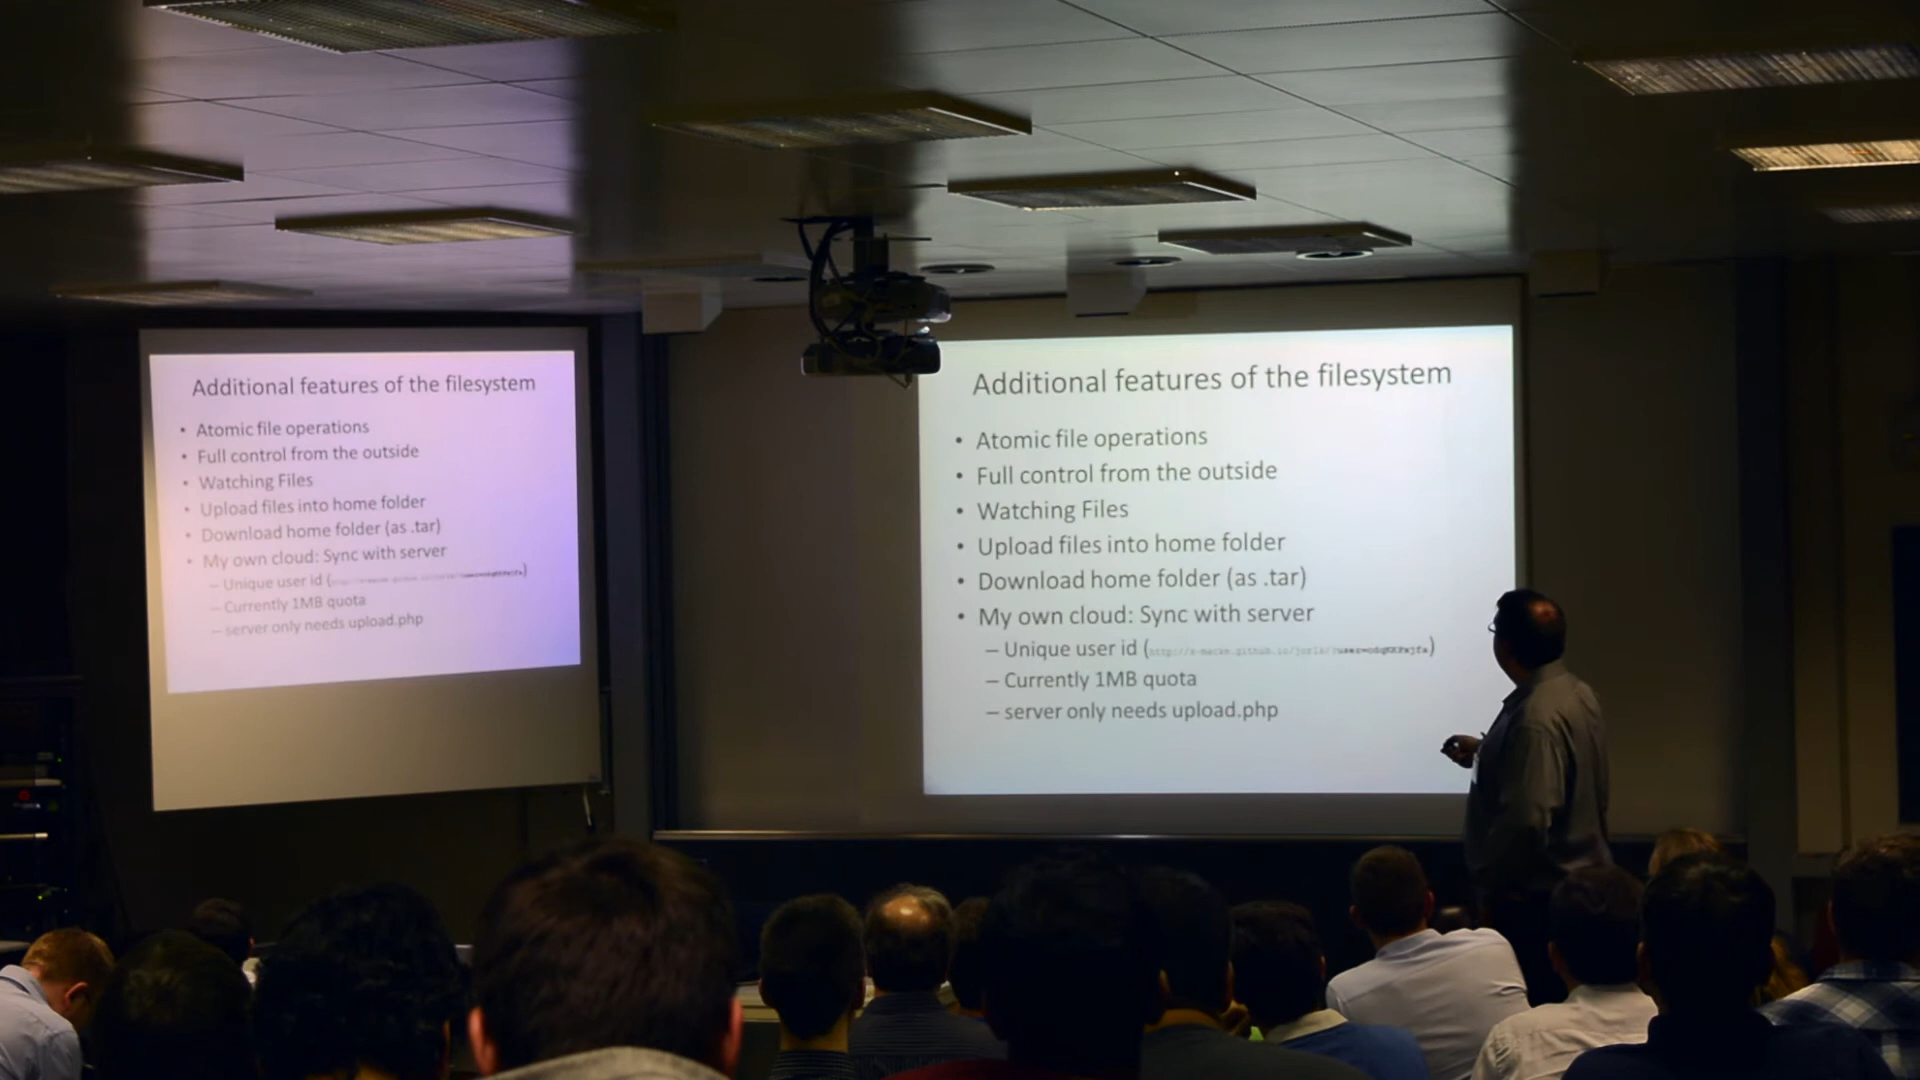 Additional features of the filesystem
• Atomic file operations
• Full control from the outside
• Watching Files
• Upload files into home folder
• Download home folder (as .tar)
• My own cloud: Sync with server
– Unique user id (
– Currently 1MB quota
– server only needs upload.php
Additional features of the filesystem
• Atomic file operations
• Full control from the outside
• Watching Files
• Upload files into home folder
• Download home folder (as .tar)
• My own cloud: Sync with server
– Unique user id (
– Currently 1MB quota
– server only needs upload.php